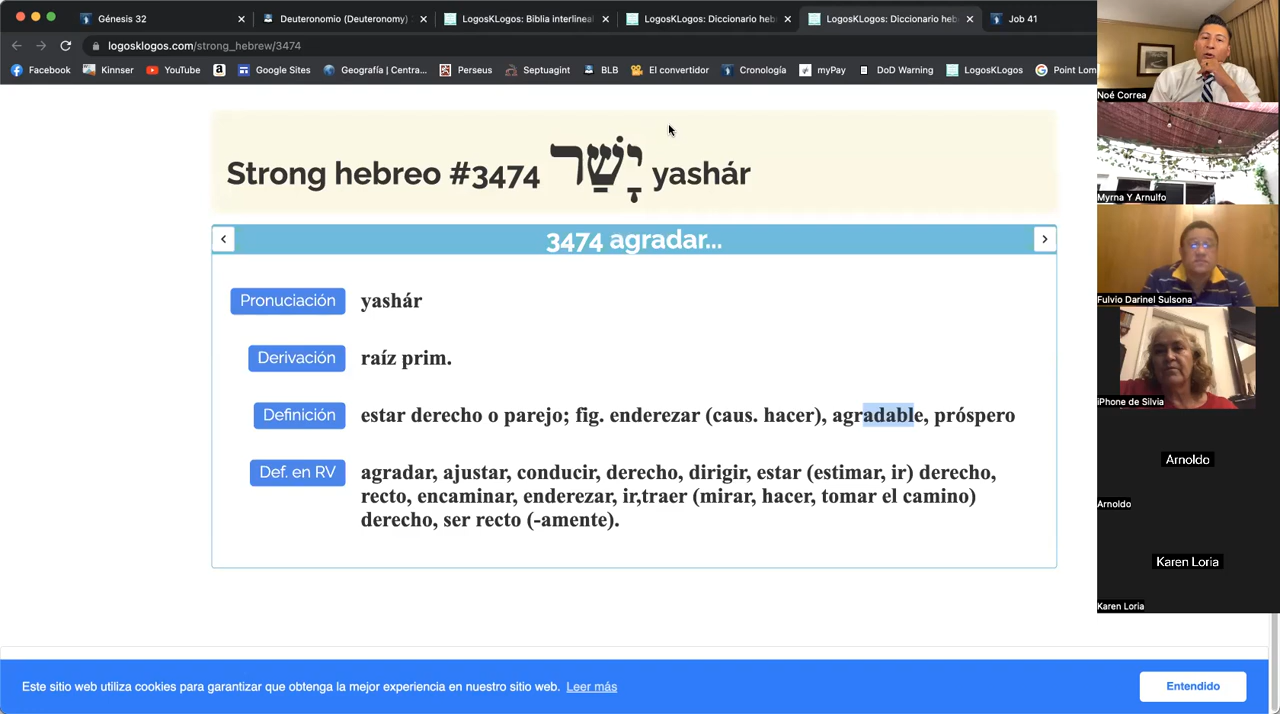 Génesis 32
Deuteronomio (Deuteronomy)
LogosKLogos: Biblia interlineal
LogosKLogos: Diccionario heb
LogosKLogos: Diccionario heb
Job 41
logosklogos.com/strong_hebrew/3474
Facebook
Kinnser
YouTube
Google Sites
Geografía | Centra...
Perseus
Septuagint
BLB
El convertidor
Cronología
myPay
DoD Warning
LogosKLogos
Point Lom
Strong hebreo #3474 יָשַׁר yashár
3474 agradar...
Pronuciación yashár
Derivación raíz prim.
Definición estar derecho o parejo; fig. enderezar (caus. hacer), agradable, próspero
Def. en RV agradar, ajustar, conducir, derecho, dirigir, estar (estimar, ir) derecho,
recto, encaminar, enderezar, ir,traer (mirar, hacer, tomar el camino)
derecho, ser recto (-amente).
Este sitio web utiliza cookies para garantizar que obtenga la mejor experiencia en nuestro sitio web. Leer más
Entendido
Noé Correa
Myrna Y Arnulfo
Fulvio Darinel Sulsona
iPhone de Silvia
Arnoldo
Arnoldo
Karen Loria
Karen Loria